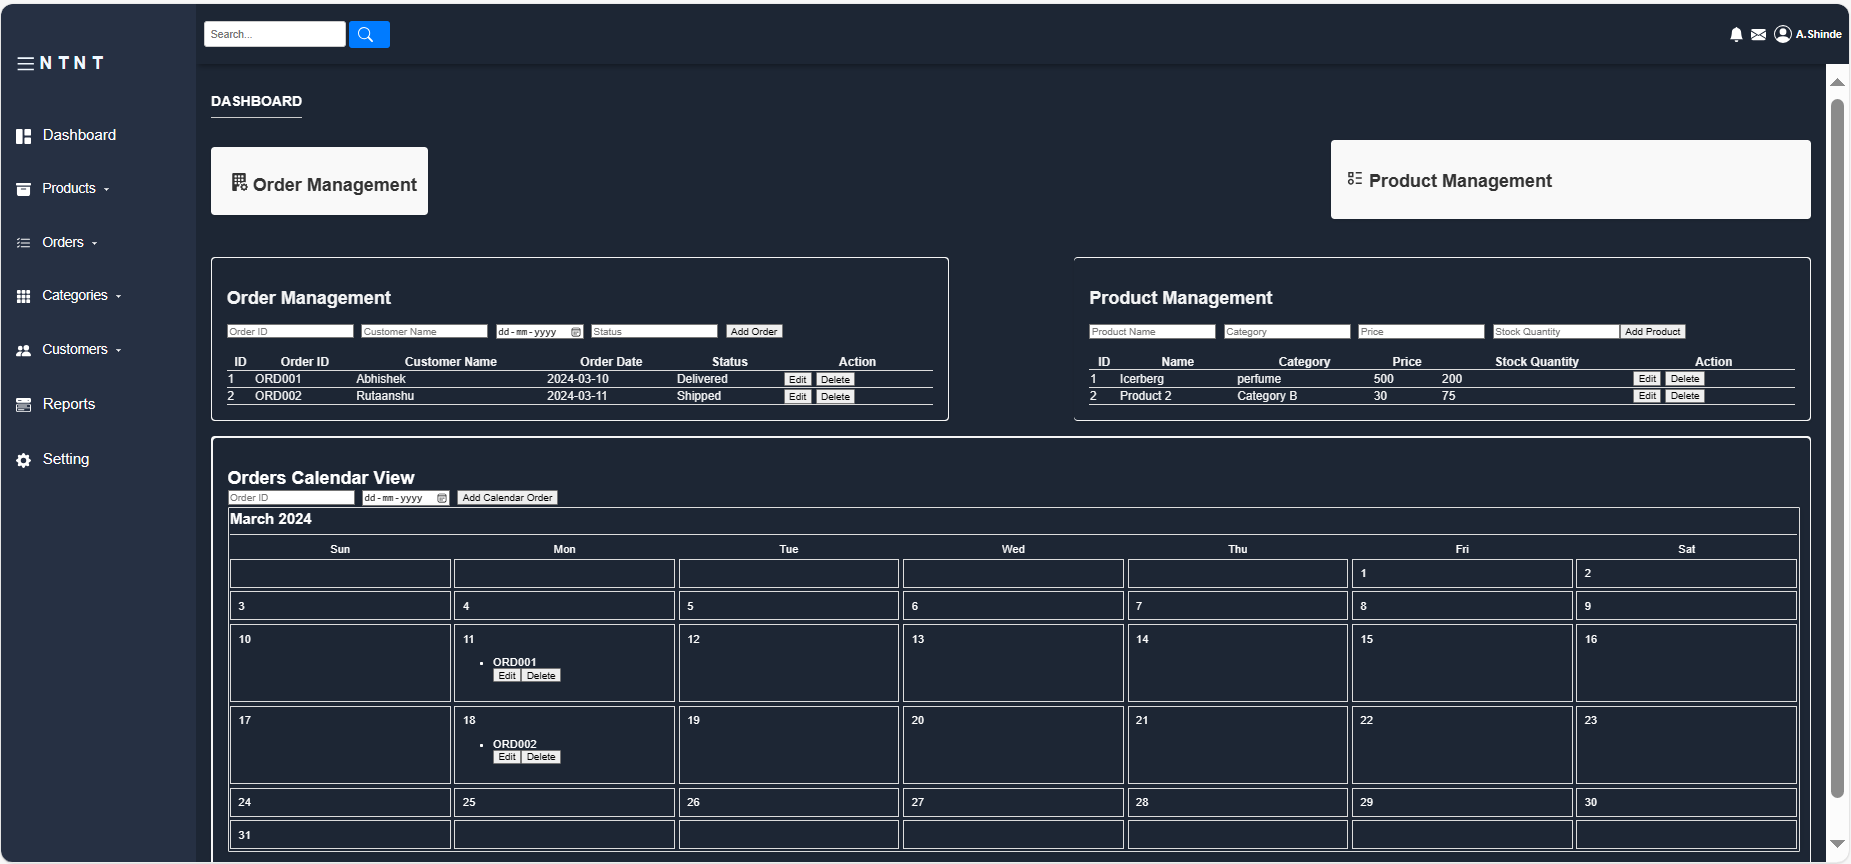 Search...
A.Shinde
NTNT
DASHBOARD
Dashboard
Products
Orders
Categories
Customers
Reports
Setting
Order Management
Product Management
Order Management
Order ID Customer Name dd-mm-yyyy Status Add Order
ID Order ID Customer Name Order Date Status Action
1 ORD001 Abhishek 2024-03-10 Delivered Edit Delete
2 ORD002 Rutaanshu 2024-03-11 Shipped Edit Delete
Product Management
Product Name Category Price Stock Quantity Add Product
ID Name Category Price Stock Quantity Action
1 Icerberg perfume 500 200 Edit Delete
2 Product 2 Category B 30 75 Edit Delete
Orders Calendar View
Order ID dd-mm-yyyy Add Calendar Order
March 2024
Sun Mon Tue Wed Thu Fri Sat
1 2
3 4 5 6 7 8 9
10 11 12 13 14 15 16
• ORD001
Edit Delete
17 18 19 20 21 22 23
• ORD002
Edit Delete
24 25 26 27 28 29 30
31